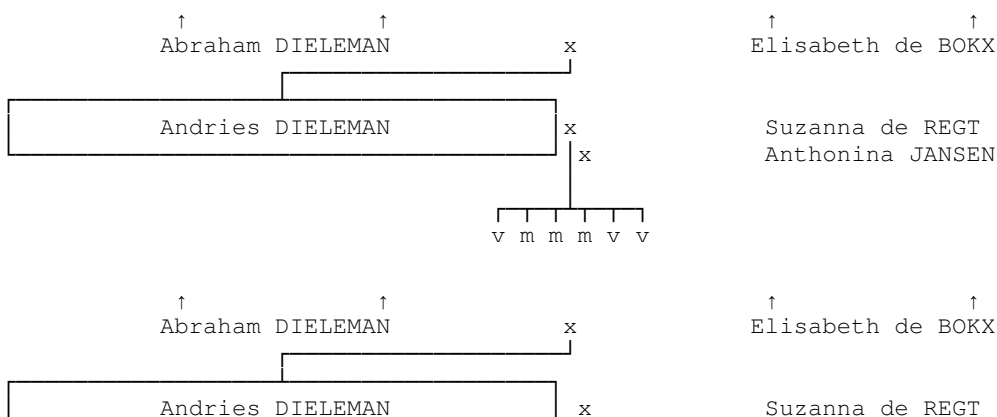 ↑ ↑ ↑ ↑
Abraham DIELEMAN x Elisabeth de BOKX
Andries DIELEMAN x Suzanna de REGT
x Anthonina JANSEN
v m m m v v
↑ ↑ ↑ ↑
Abraham DIELEMAN x Elisabeth de BOKX
Andries DIELEMAN x Suzanna de REGT